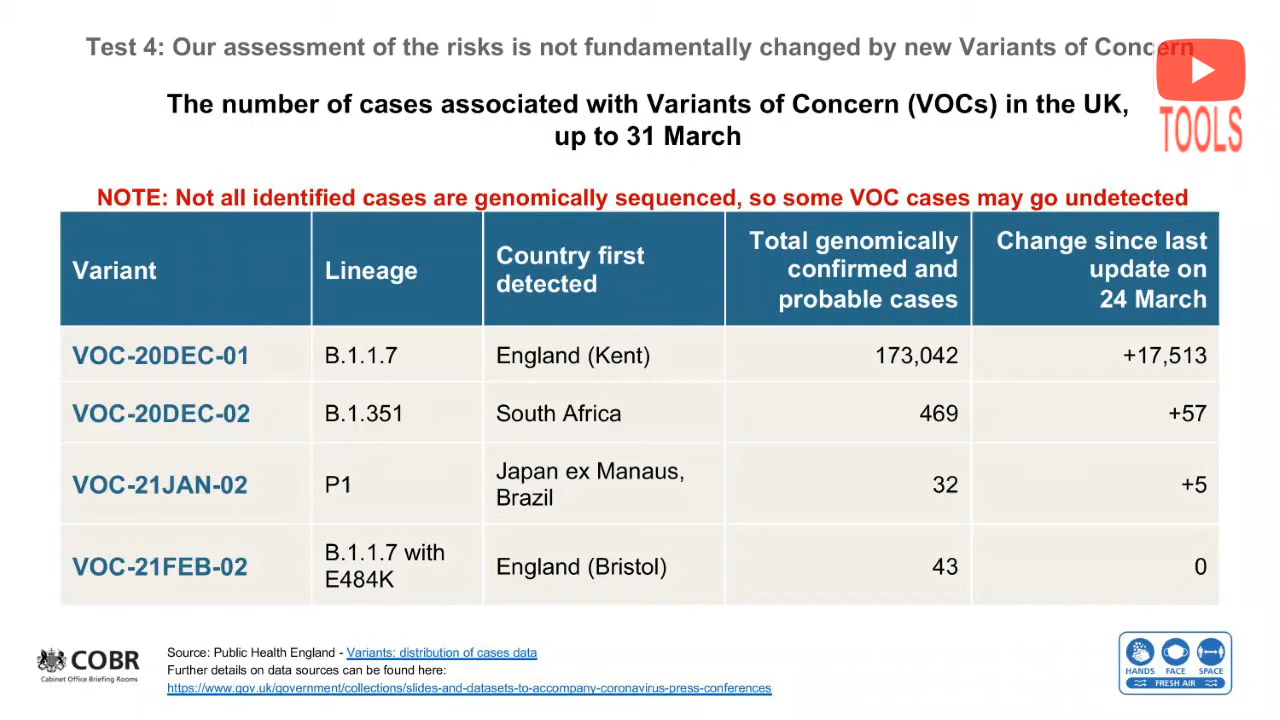 Test 4: Our assessment of the risks is not fundamentally changed by new Variants of Concern
The number of cases associated with Variants of Concern (VOCs) in the UK,
up to 31 March
TOOLS
NOTE: Not all identified cases are genomically sequenced, so some VOC cases may go undetected
Variant
Lineage
Country first
detected
Total genomically
confirmed and
probable cases
Change since last
update on
24 March
VOC-20DEC-01
B.1.1.7
England (Kent)
173,042
+17,513
VOC-20DEC-02
B.1.351
South Africa
469
+57
VOC-21JAN-02
P1
Japan ex Manaus,
Brazil
32
+5
VOC-21FEB-02
B.1.1.7 with
E484K
England (Bristol)
43
0
COBR
Cabinet Office Briefing Rooms
Source: Public Health England - Variants: distribution of cases data
Further details on data sources can be found here:
https://www.gov.uk/government/collections/slides-and-datasets-to-accompany-coronavirus-press-conferences
HANDS FACE SPACE
FRESH AIR